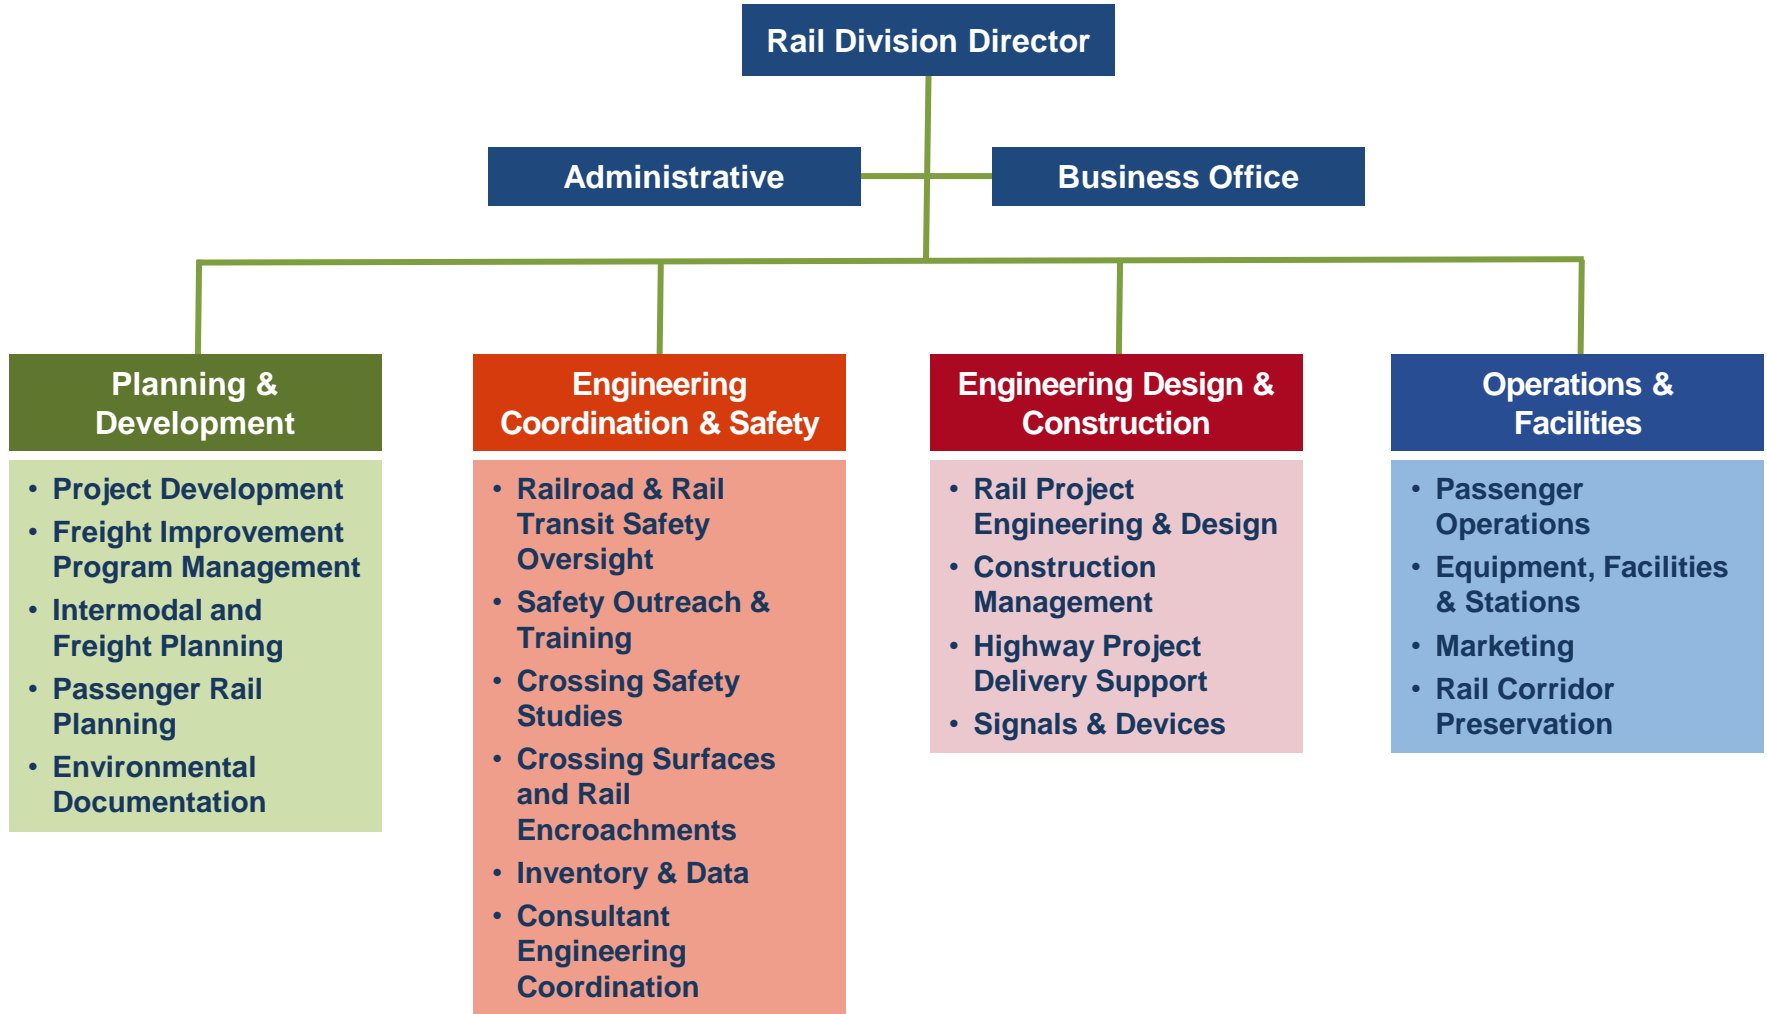 Rail Division Director
Administrative
Business Office
Planning &
Development
• Project Development
• Freight Improvement
Program Management
• Intermodal and
Freight Planning
• Passenger Rail
Planning
• Environmental
Documentation
Engineering
Coordination & Safety
• Railroad & Rail
Transit Safety
Oversight
• Safety Outreach &
Training
• Crossing Safety
Studies
• Crossing Surfaces
and Rail
Encroachments
• Inventory & Data
• Consultant
Engineering
Coordination
Engineering Design &
Construction
• Rail Project
Engineering & Design
• Construction
Management
• Highway Project
Delivery Support
• Signals & Devices
Operations &
Facilities
• Passenger
Operations
• Equipment, Facilities
& Stations
• Marketing
• Rail Corridor
Preservation